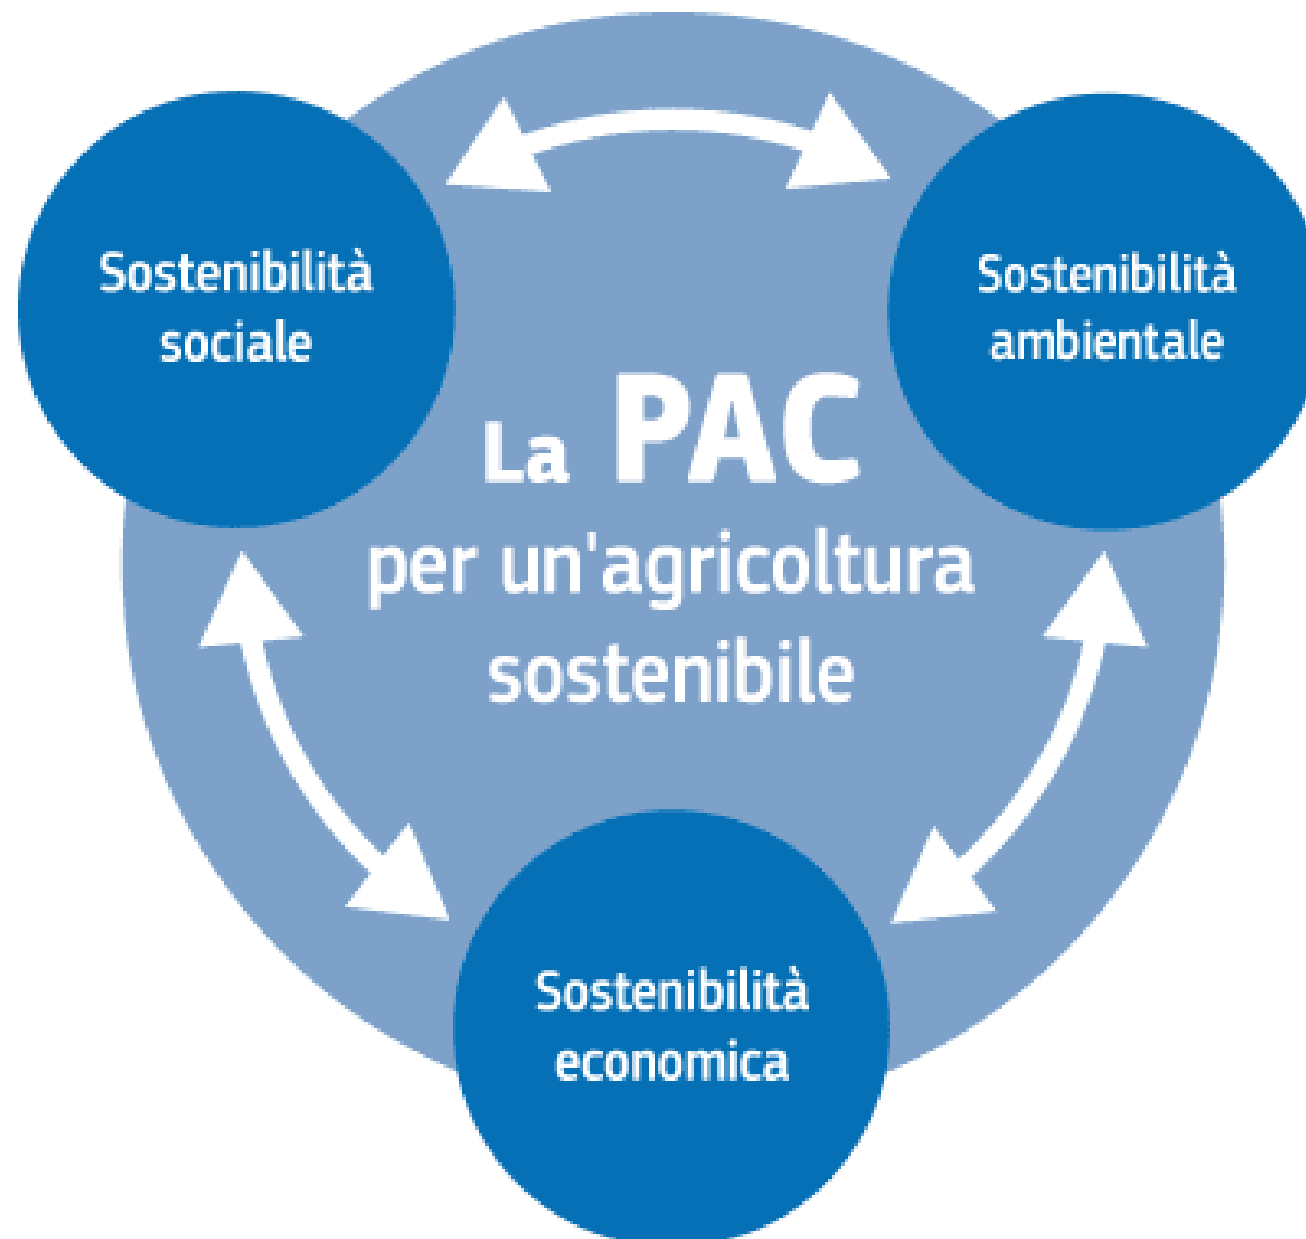 Sostenibilità
sociale
Sostenibilità
ambientale
La PAC
per un'agricoltura
sostenibile
Sostenibilità
economica